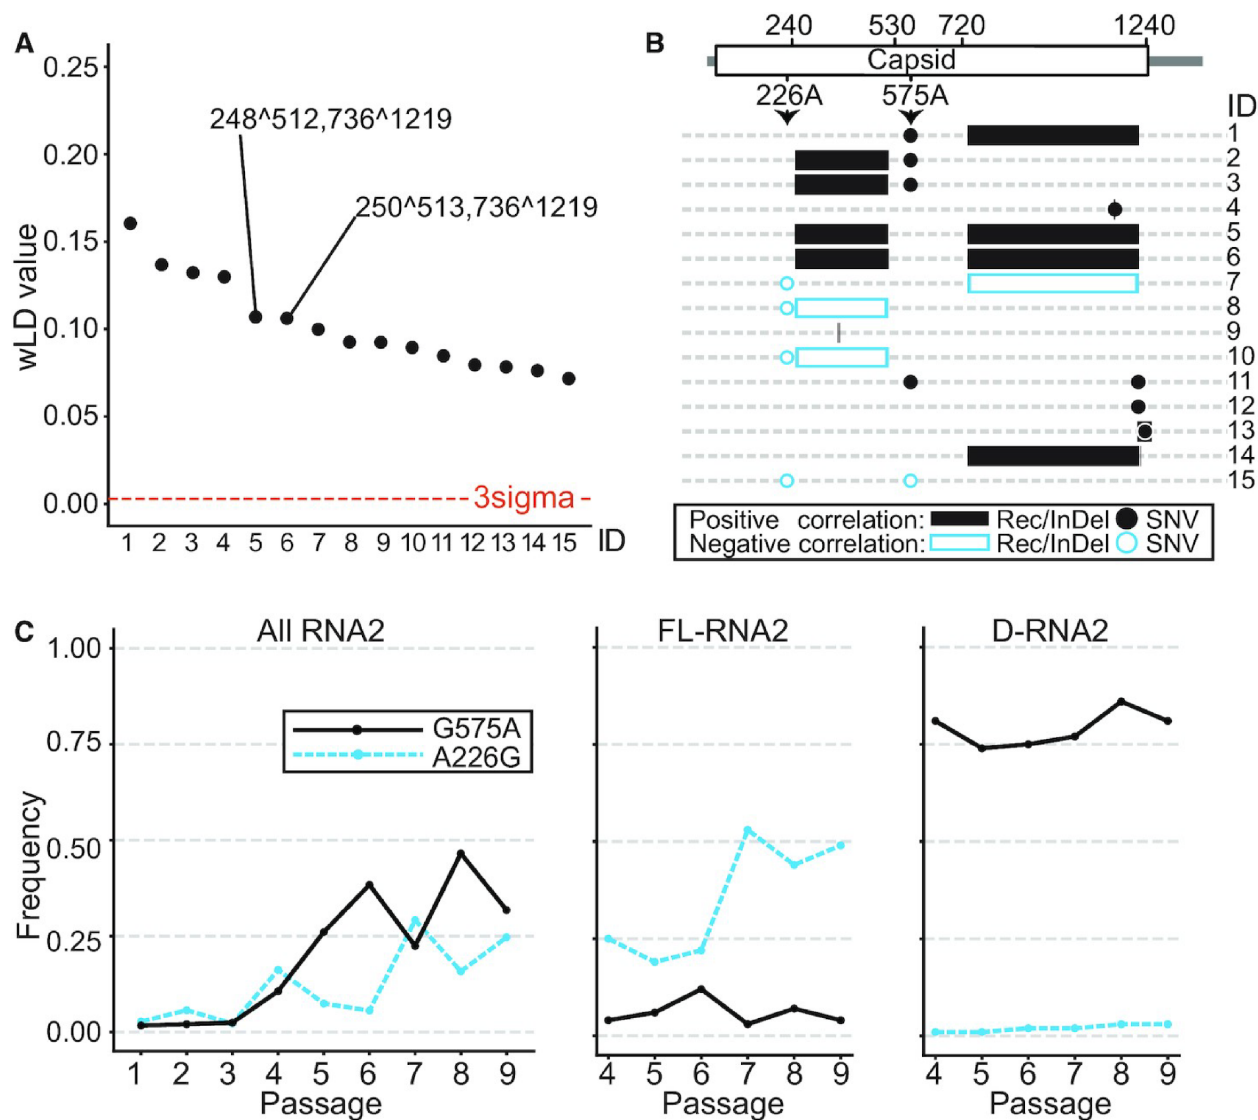 A
0.25
0.20
0.15
0.10
0.05
0.00
wLD value
248^512,736^1219
250^513,736^1219
3sigma
1 2 3 4 5 6 7 8 9 10 11 12 13 14 15 ID
B
240 530 720 1240
Capsid
226A 575A
ID
1
2
3
4
5
6
7
8
9
10
11
12
13
14
15
Positive correlation: Rec/InDel SNV
Negative correlation: Rec/InDel SNV
C
All RNA2
1.00
0.75
0.50
0.25
0.00
Frequency
G575A
A226G
1 2 3 4 5 6 7 8 9
Passage
FL-RNA2
4 5 6 7 8 9
Passage
D-RNA2
4 5 6 7 8 9
Passage